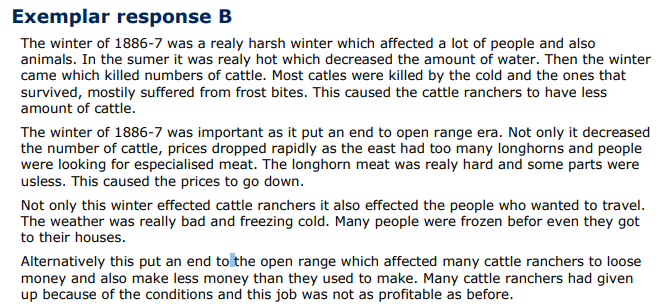 Exemplar response B
The winter of 1886-7 was a realy harsh winter which affected a lot of people and also
animals. In the sumer it was realy hot which decreased the amount of water. Then the winter
came which killed numbers of cattle. Most catles were killed by the cold and the ones that
survived, mostly suffered from frost bites. This caused the cattle ranchers to have less
amount of cattle.
The winter of 1886-7 was important as it put an end to open range era. Not only it decreased
the number of cattle, prices dropped rapidly as the east had too many longhorns and people
were looking for especialised meat. The longhorn meat was realy hard and some parts were
usless. This caused the prices to go down.
Not only this winter effected cattle ranchers it also effected the people who wanted to travel.
The weather was really bad and freezing cold. Many people were frozen befor even they got
to their houses.
Alternatively this put an end to the open range which affected many cattle ranchers to loose
money and also make less money than they used to make. Many cattle ranchers had given
up because of the conditions and this job was not as profitable as before.